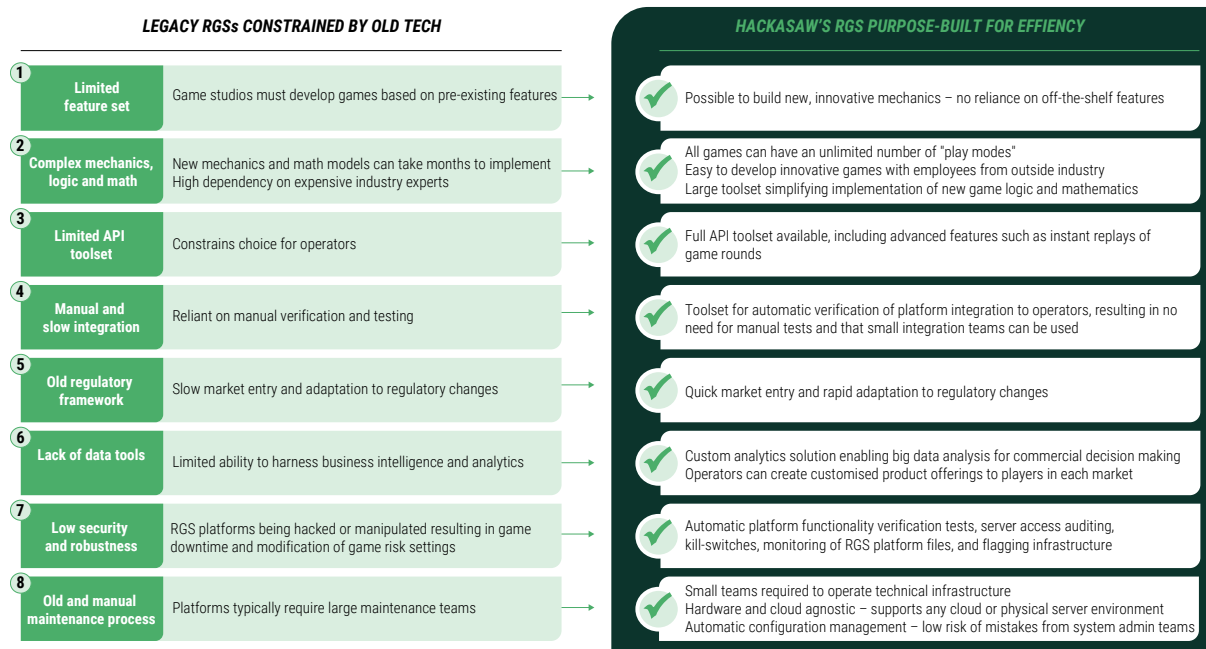 LEGACY RGSs CONSTRAINED BY OLD TECH
HACKASAW'S RGS PURPOSE-BUILT FOR EFFIENCY
1
Limited
feature set
Game studios must develop games based on pre-existing features
Possible to build new, innovative mechanics – no reliance on off-the-shelf features
2
Complex mechanics,
logic and math
New mechanics and math models can take months to implement
High dependency on expensive industry experts
All games can have an unlimited number of "play modes"
Easy to develop innovative games with employees from outside industry
Large toolset simplifying implementation of new game logic and mathematics
3
Limited API
toolset
Constrains choice for operators
Full API toolset available, including advanced features such as instant replays of
game rounds
4
Manual and
slow integration
Reliant on manual verification and testing
Toolset for automatic verification of platform integration to operators, resulting in no
need for manual tests and that small integration teams can be used
5
Old regulatory
framework
Slow market entry and adaptation to regulatory changes
Quick market entry and rapid adaptation to regulatory changes
6
Lack of data tools
Limited ability to harness business intelligence and analytics
Custom analytics solution enabling big data analysis for commercial decision making
Operators can create customised product offerings to players in each market
7
Low security
and robustness
RGS platforms being hacked or manipulated resulting in game
downtime and modification of game risk settings
Automatic platform functionality verification tests, server access auditing,
kill-switches, monitoring of RGS platform files, and flagging infrastructure
8
Old and manual
maintenance process
Platforms typically require large maintenance teams
Small teams required to operate technical infrastructure
Hardware and cloud agnostic – supports any cloud or physical server environment
Automatic configuration management – low risk of mistakes from system admin teams